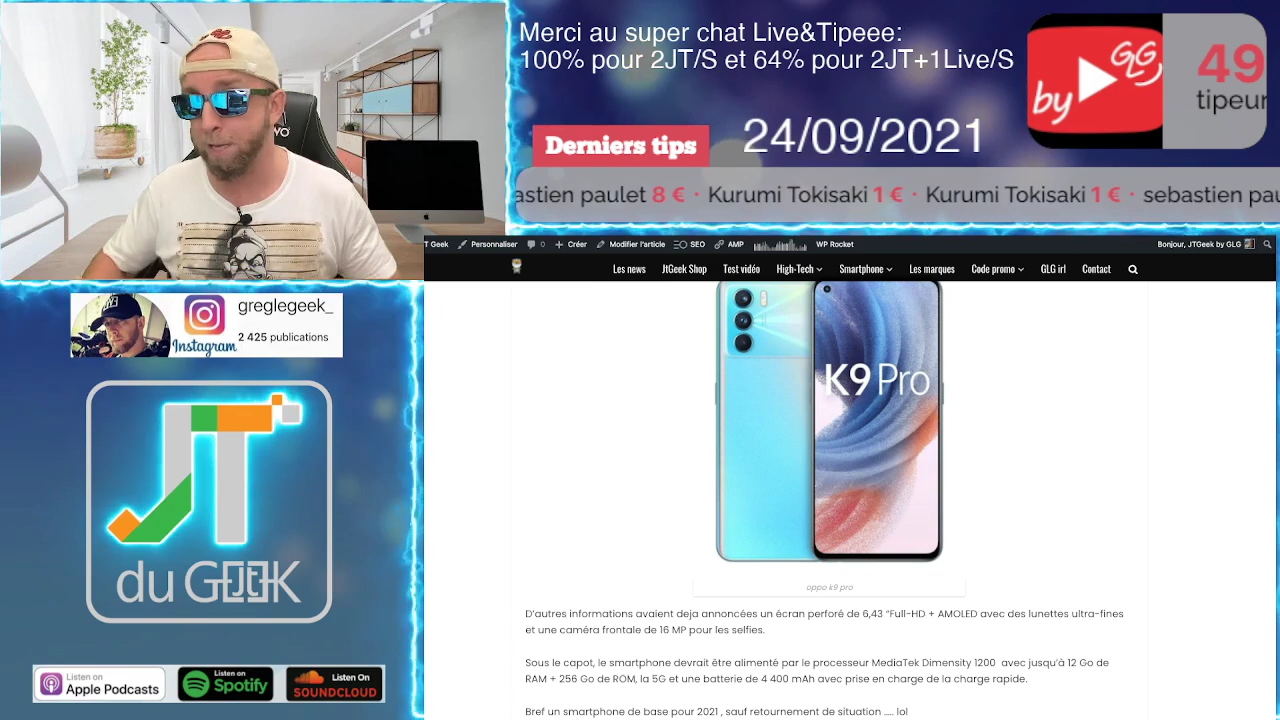 Merci au super chat Live&Tipeee:
100% pour 2JT/S et 64% pour 2JT+1Live/S
by GLG
49
tipeur
Derniers tips
24/09/2021
astien paulet 8 € · Kurumi Tokisaki 1 € · Kurumi Tokisaki 1 € · sebastien pau
T Geek Personnaliser 0 Créer Modifier l'article SEO AMP WP Rocket Bonjour, JTGeek by GLG
Les news JtGeek Shop Test vidéo High-Tech Smartphone Les marques Code promo GLG irl Contact
greglegeek_
Instagram 2 425 publications
K9 Pro
JT
du GEEK
oppo k9 pro
D'autres informations avaient deja annoncées un écran perforé de 6,43 “Full-HD + AMOLED avec des lunettes ultra-fines
et une caméra frontale de 16 MP pour les selfies.
Sous le capot, le smartphone devrait être alimenté par le processeur MediaTek Dimensity 1200 avec jusqu'à 12 Go de
RAM + 256 Go de ROM, la 5G et une batterie de 4 400 mAh avec prise en charge de la charge rapide.
Bref un smartphone de base pour 2021 , sauf retournement de situation ..... lol
Listen on
Apple Podcasts
Listen on
Spotify
Listen On
SOUNDCLOUD